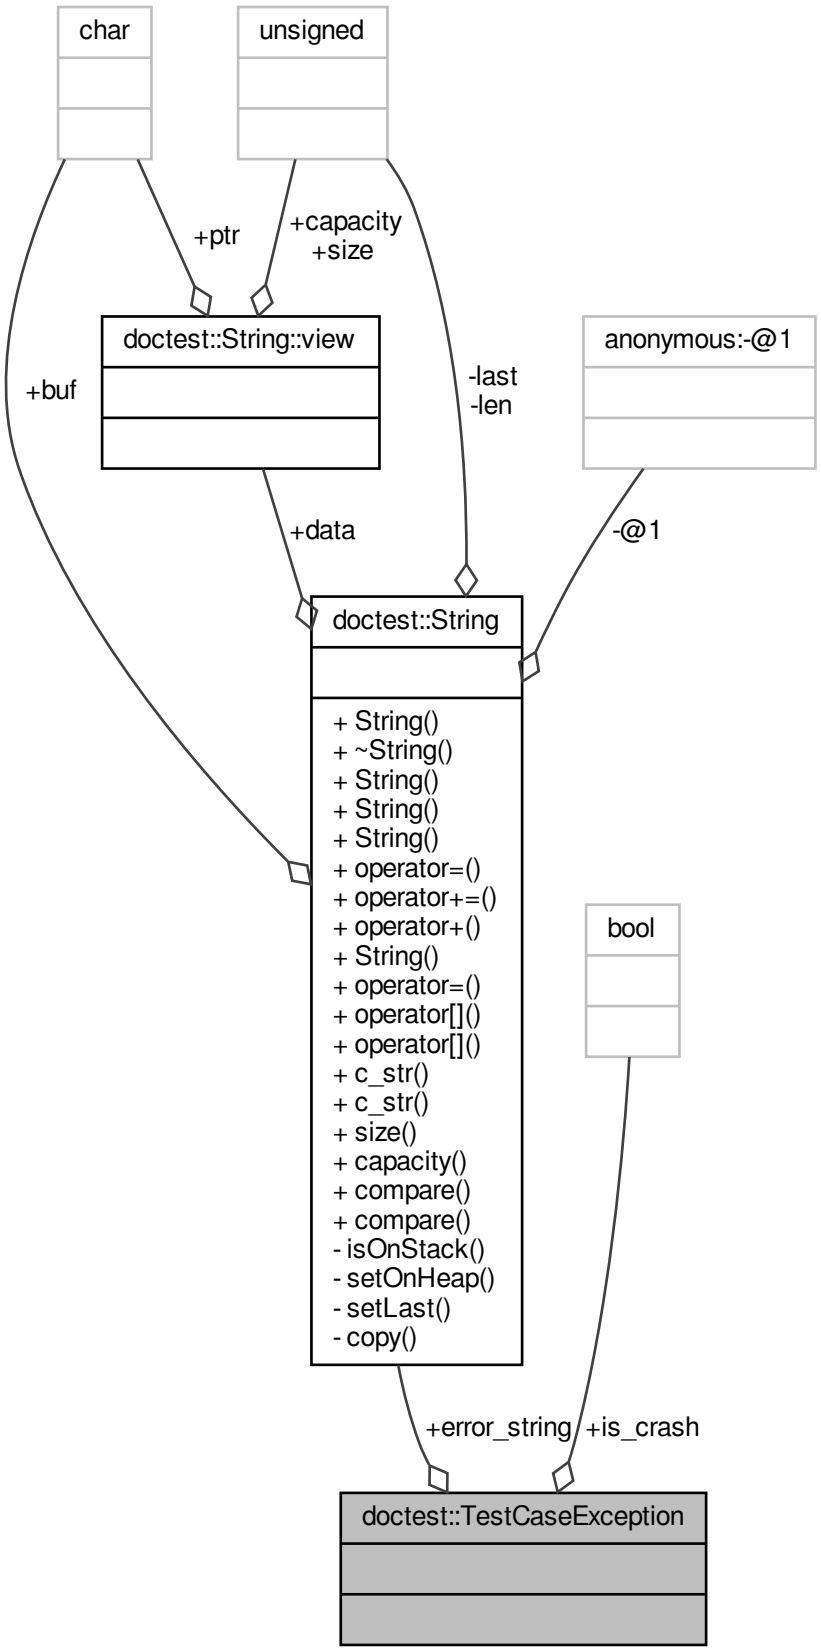 char
unsigned
+ptr
+capacity
+size
doctest::String::view
anonymous:-@1
+buf
-last
-len
+data
-@1
doctest::String
+ String()
+ ~String()
+ String()
+ String()
+ String()
+ operator=()
+ operator+=()
+ operator+()
+ String()
+ operator=()
+ operator[]()
+ operator[]()
+ c_str()
+ c_str()
+ size()
+ capacity()
+ compare()
+ compare()
- isOnStack()
- setOnHeap()
- setLast()
- copy()
bool
+error_string
+is_crash
doctest::TestCaseException